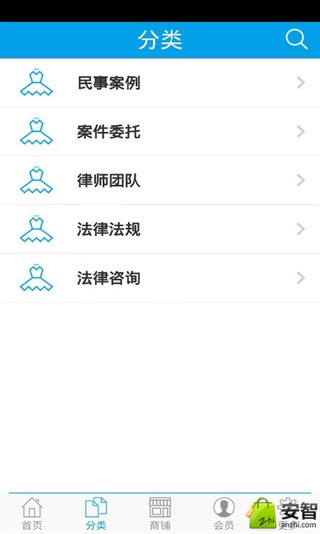 分类
民事案例
案件委托
律师团队
法律法规
法律咨询
首页
分类
商铺
会员
zhi
安智
anzhi.com